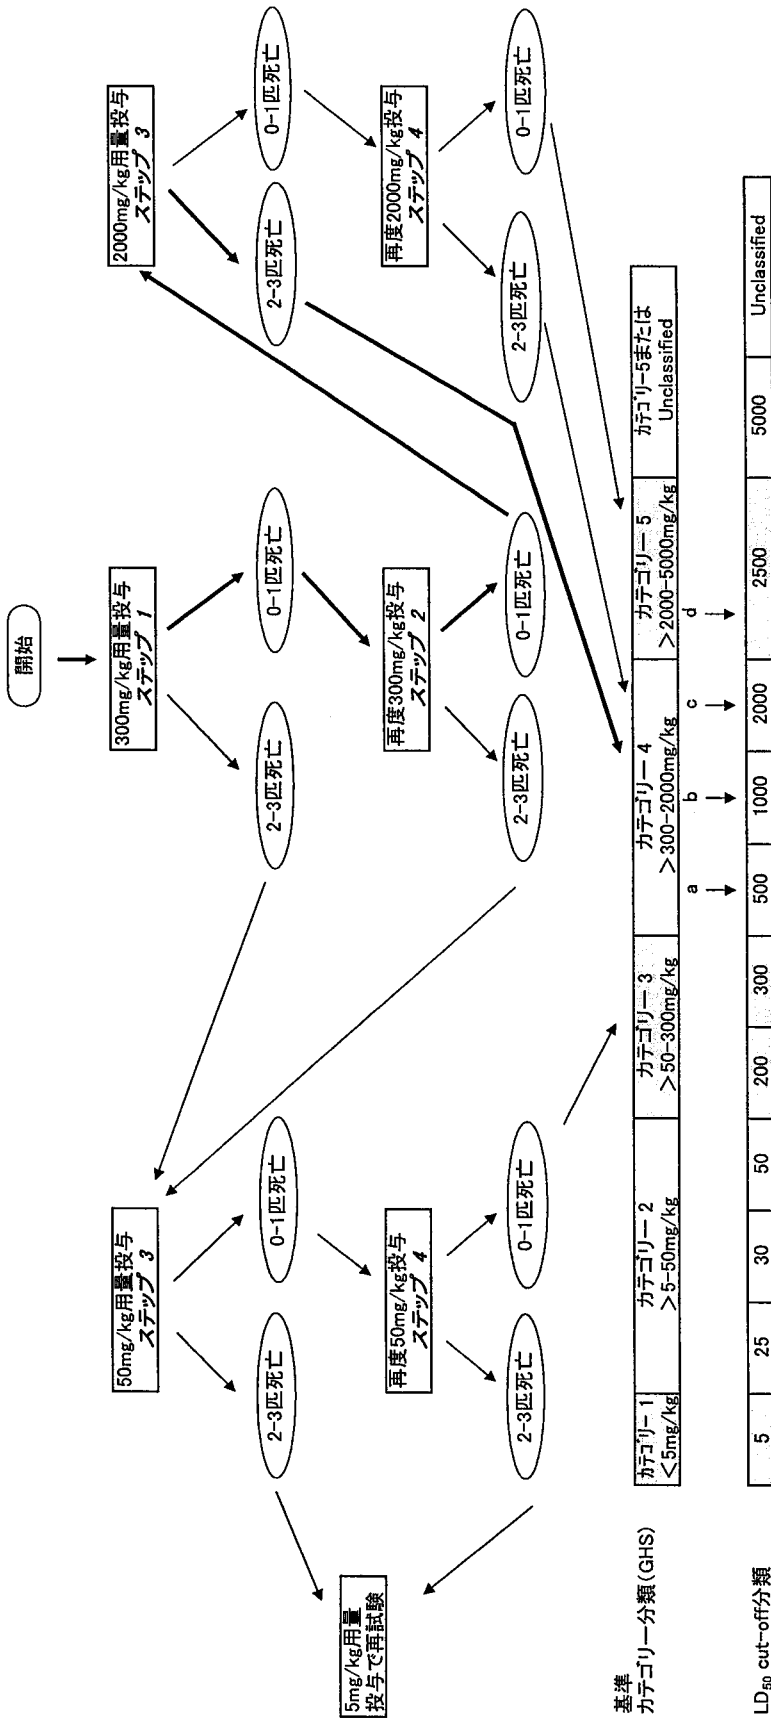 開始
50mg/kg用量投与
ステップ 3
300mg/kg用量投与
ステップ 1
2000mg/kg用量投与
ステップ 3
2-3匹死亡
0-1匹死亡
2-3匹死亡
0-1匹死亡
2-3匹死亡
0-1匹死亡
5mg/kg用量
投与で再試験
再度50mg/kg投与
ステップ 4
再度300mg/kg投与
ステップ 2
再度2000mg/kg投与
ステップ 4
2-3匹死亡
0-1匹死亡
2-3匹死亡
0-1匹死亡
2-3匹死亡
0-1匹死亡
基準
カテゴリー分類(GHS)
カテゴリー 1
<5mg/kg
カテゴリー 2
>5-50mg/kg
カテゴリー 3
>50-300mg/kg
カテゴリー 4
>300-2000mg/kg
カテゴリー 5
>2000-5000mg/kg
カテゴリー5または
Unclassified
a b c d
LD50 cut-off分類
5 25 30 50 200 300 500 1000 2000 2500 5000 Unclassified